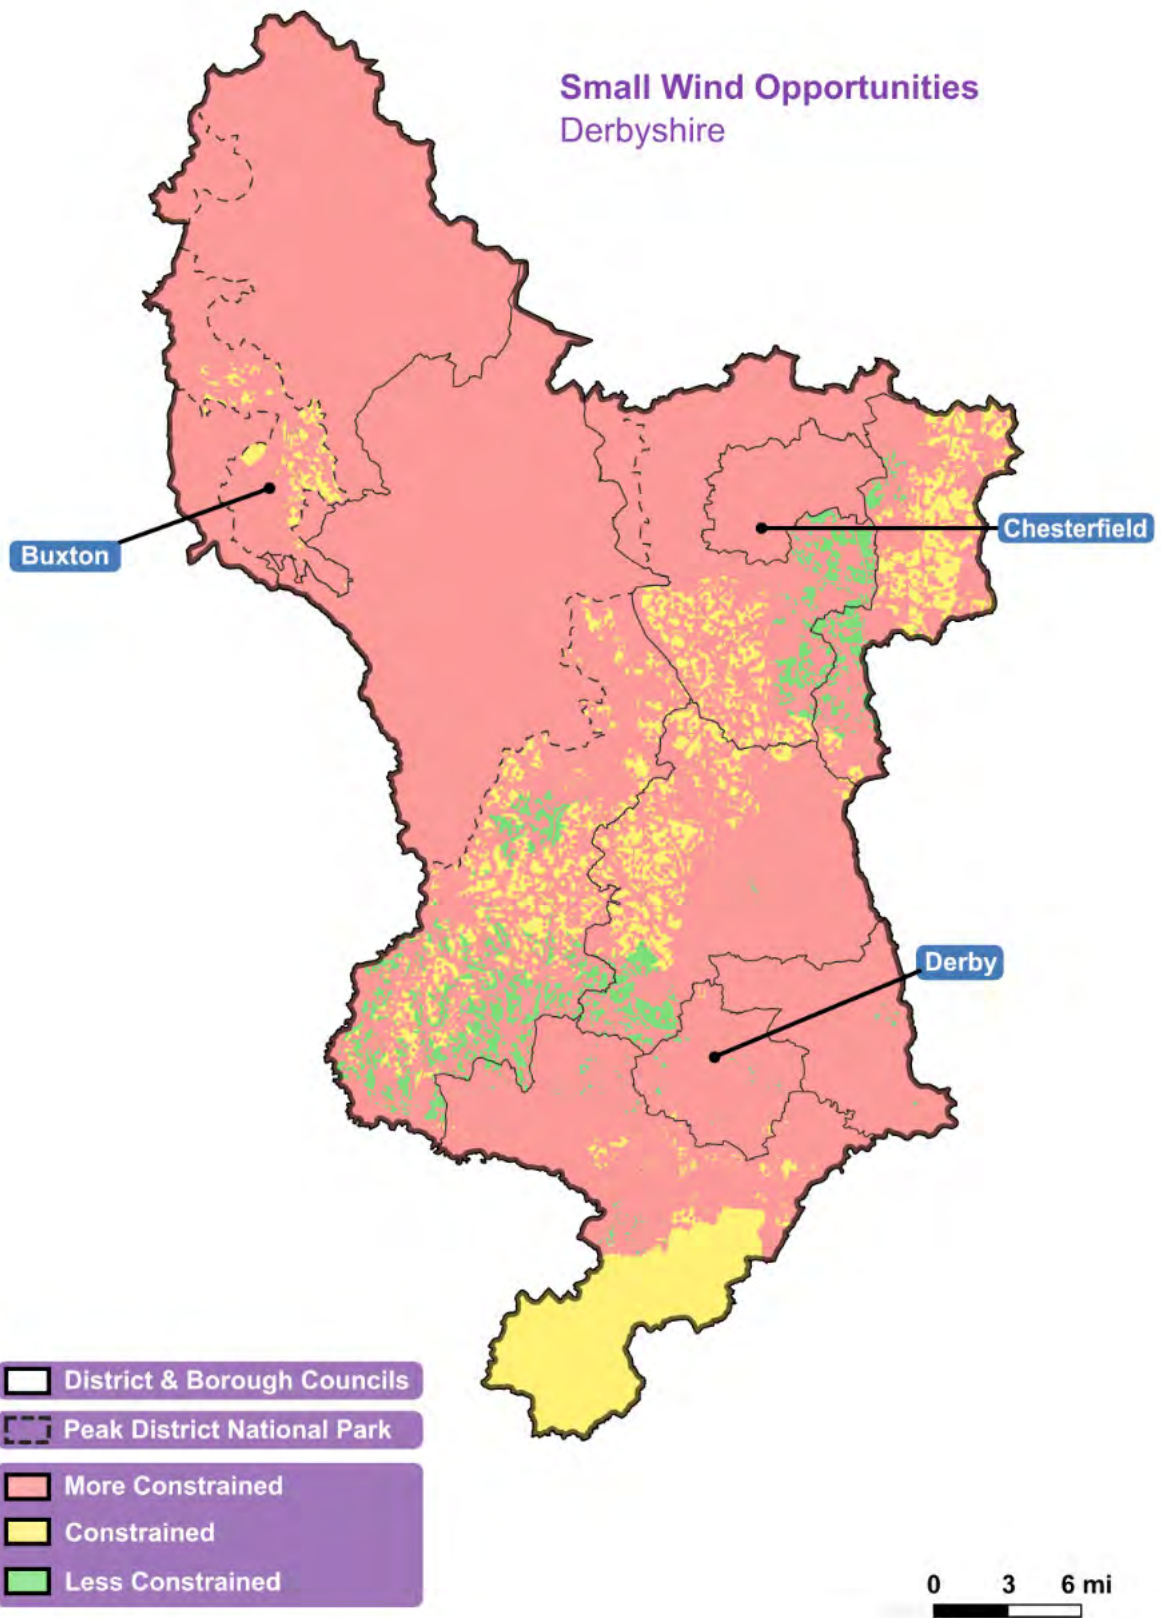 Small Wind Opportunities
Derbyshire
Buxton
Chesterfield
Derby
District & Borough Councils
Peak District National Park
More Constrained
Constrained
Less Constrained
0 3 6 mi